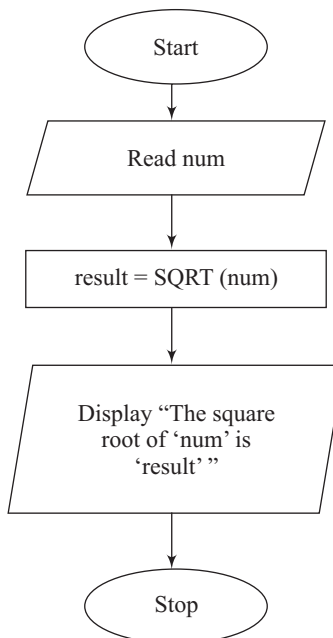 Start
Read num
result = SQRT (num)
Display “The square
root of ‘num’ is
‘result’ ”
Stop